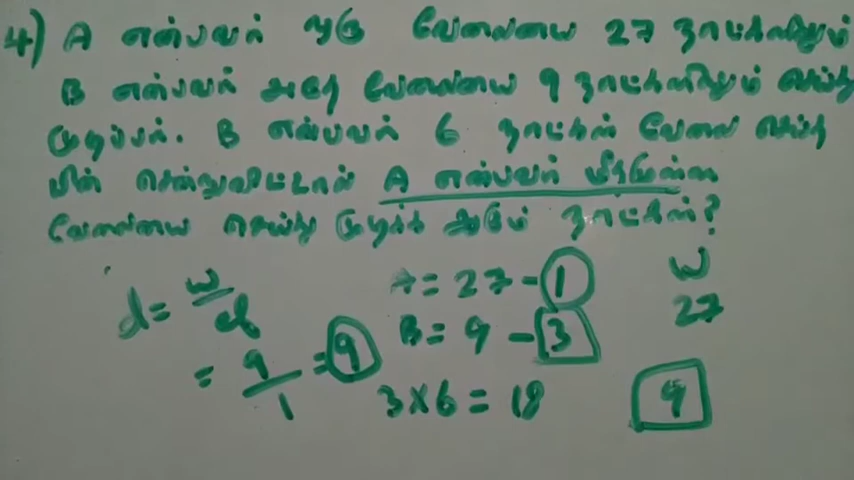 4) A என்பவர் ஒரு வேலையை 27 நாட்களிலும்
B என்பவர் அதே வேலையை 9 நாட்களிலும் செய்து
முடிப்பர். B என்பவர் 6 நாட்கள் வேலை செய்த
பின் சென்றுவிட்டால் A என்பவர் மீதமுள்ள
வேலையை செய்து முடிக்க ஆகும் நாட்கள்?
A = 27 - 1 W
d = w/eff B = 9 - 3 27
= 9/1 = 9 3×6 = 18 9